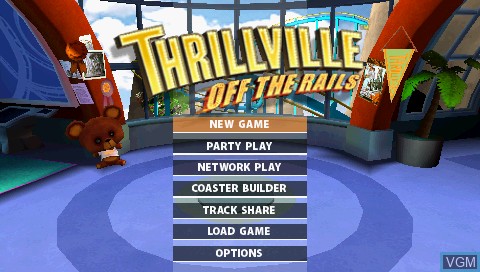 THRILLVILLE
OFF THE RAILS
NEW GAME
PARTY PLAY
NETWORK PLAY
COASTER BUILDER
TRACK SHARE
LOAD GAME
OPTIONS
VGM